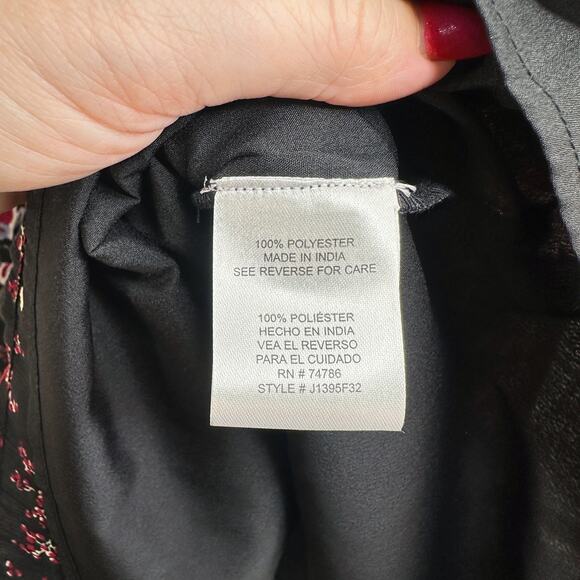 100% POLYESTER
MADE IN INDIA
SEE REVERSE FOR CARE
100% POLIÉSTER
HECHO EN INDIA
VEA EL REVERSO
PARA EL CUIDADO
RN # 74786
STYLE # J1395F32